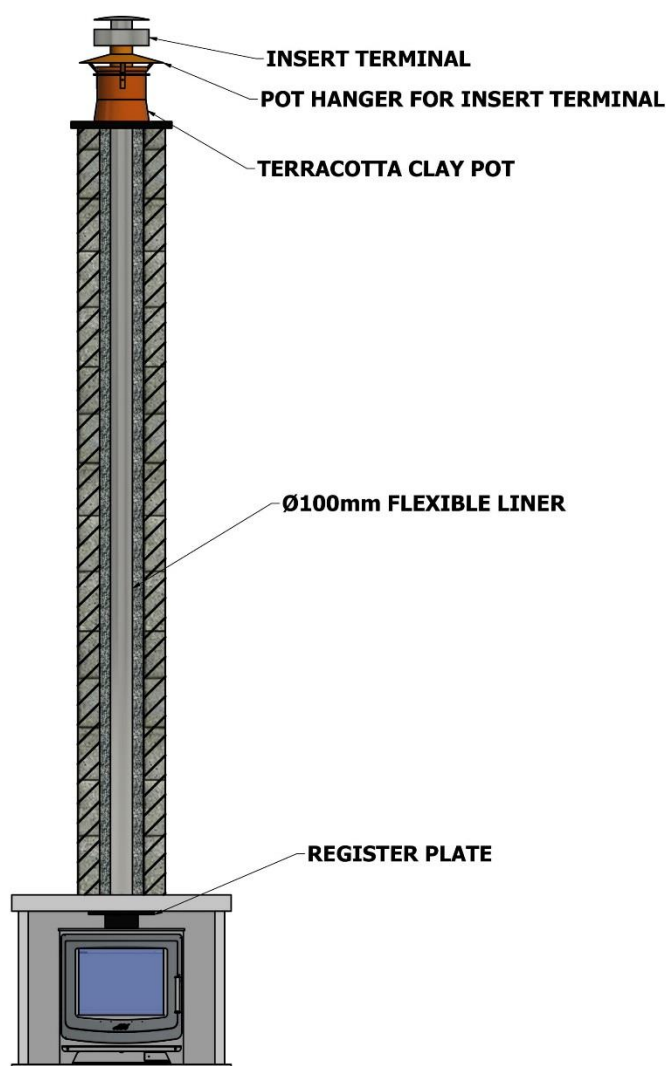 INSERT TERMINAL
POT HANGER FOR INSERT TERMINAL
TERRACOTTA CLAY POT
Ø100mm FLEXIBLE LINER
REGISTER PLATE